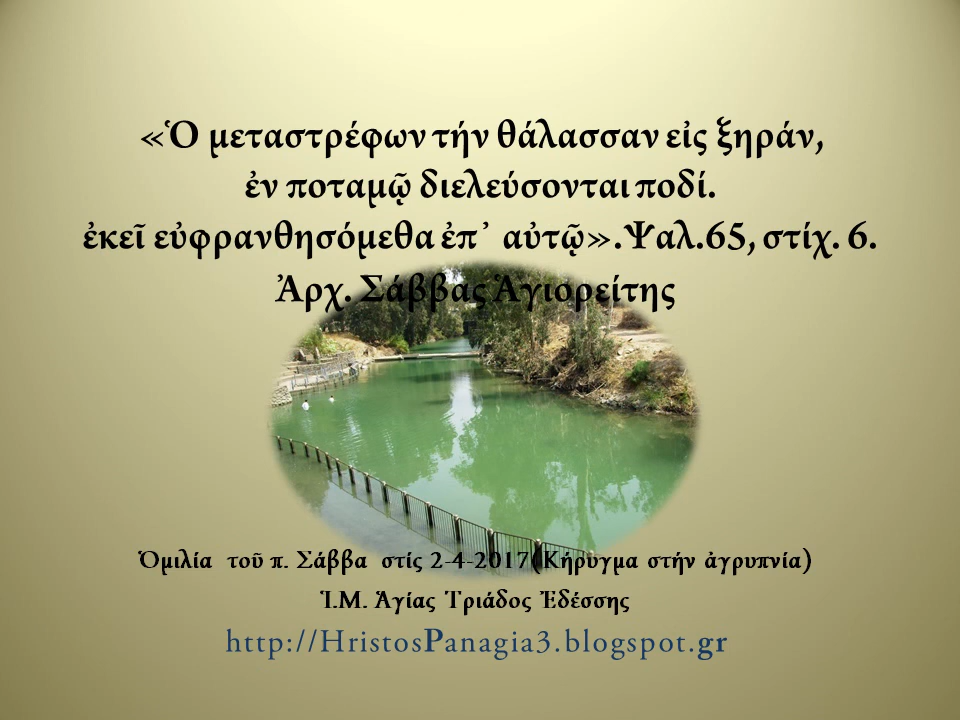 «Ὁ μεταστρέφων τήν θάλασσαν εἰς ξηράν,
ἐν ποταμῷ διελεύσονται ποδί.
ἐκεῖ εὐφρανθησόμεθα ἐπ᾿ αὐτῷ».Ψαλ.65, στίχ. 6.
Ἀρχ. Σάββας Ἁγιορείτης
Ὁμιλία τοῦ π. Σάββα στίς 2-4-2017(Κήρυγμα στήν ἀγρυπνία)
Ἱ.Μ. Ἁγίας Τριάδος Ἐδέσσης
http://HristosPanagia3.blogspot.gr